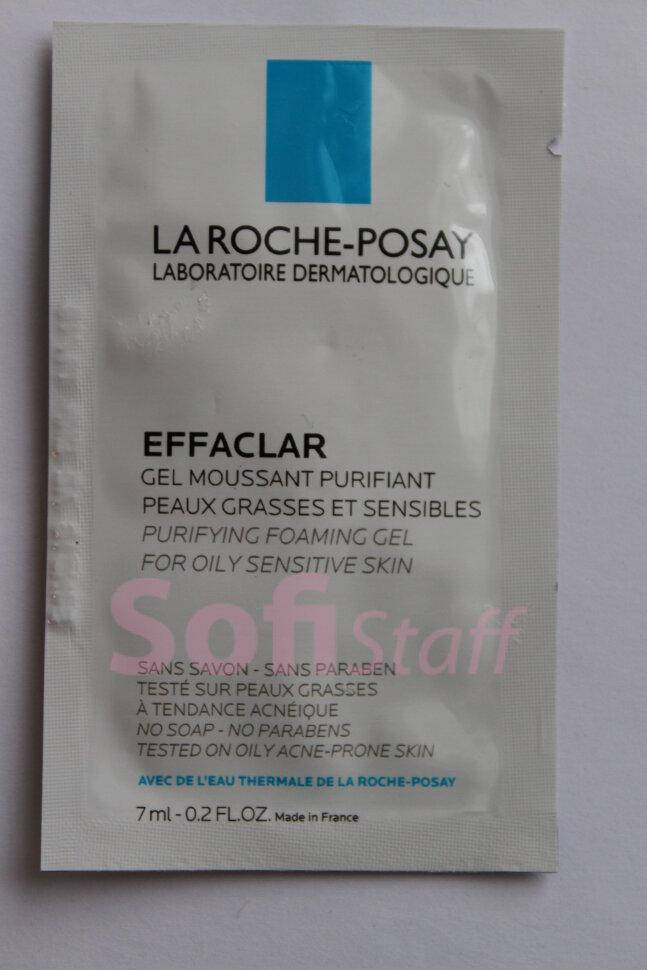 LA ROCHE-POSAY
LABORATOIRE DERMATOLOGIQUE
EFFACLAR
GEL MOUSSANT PURIFIANT
PEAUX GRASSES ET SENSIBLES
PURIFYING FOAMING GEL
FOR OILY SENSITIVE SKIN
Sofi Staff
SANS SAVON - SANS PARABEN
TESTÉ SUR PEAUX GRASSES
À TENDANCE ACNÉIQUE
NO SOAP - NO PARABENS
TESTED ON OILY ACNE-PRONE SKIN
AVEC DE L'EAU THERMALE DE LA ROCHE-POSAY
7 ml - 0.2 FL.OZ. Made in France